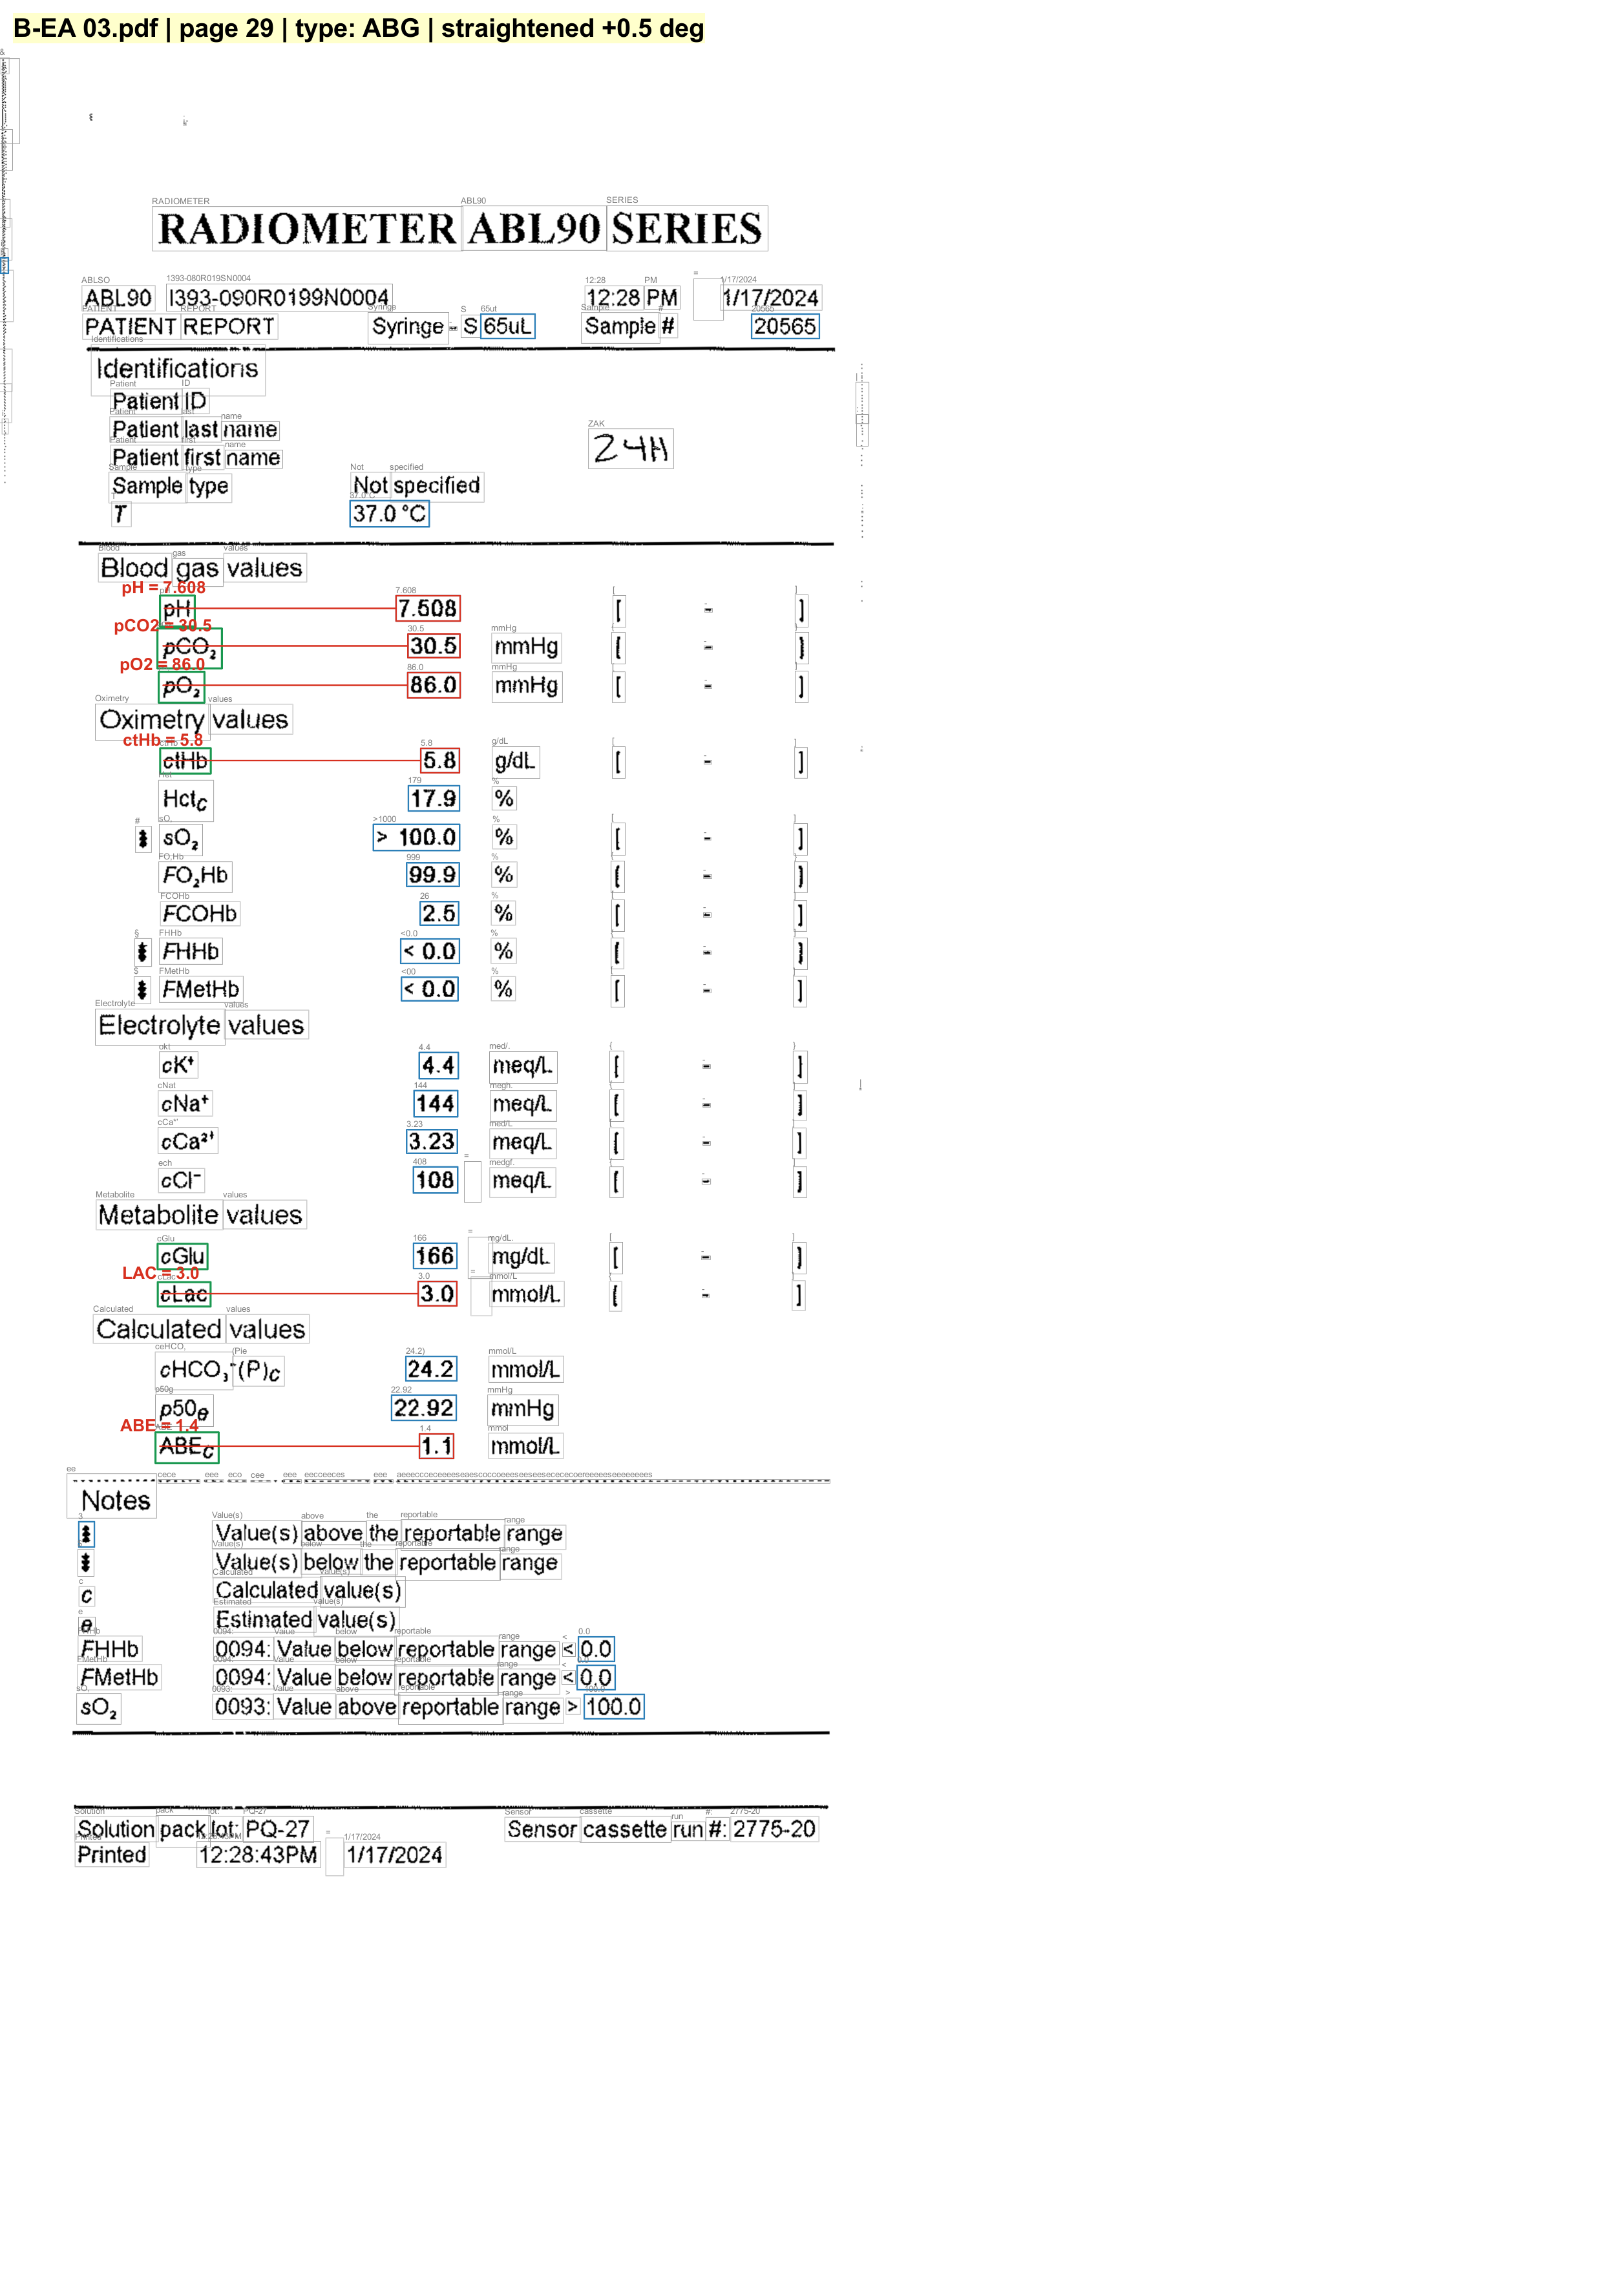 B-EA 03.pdf | page 29 | type: ABG | straightened +0.5 deg
RADIOMETER ABL90 SERIES
ABL90 I393-090R0199N0004 12:28 PM 1/17/2024
PATIENT REPORT Syringe - S 65uL Sample # 20565
Identifications
Patient ID
Patient last name 24H
Patient first name
Sample type Not specified
T 37.0 °C
Blood gas values
pH = 7.608
pH 7.508 [ - ]
pCO2 = 30.5
pCO₂ 30.5 mmHg [ - ]
pO2 = 86.0
pO₂ 86.0 mmHg [ - ]
Oximetry values
ctHb = 5.8
ctHb 5.8 g/dL [ - ]
Hctc 17.9 %
sO₂ > 100.0 % [ - ]
FO₂Hb 99.9 % [ - ]
FCOHb 2.5 % [ - ]
FHHb < 0.0 % [ - ]
FMetHb < 0.0 % [ - ]
Electrolyte values
cK⁺ 4.4 meq/L [ - ]
cNa⁺ 144 meq/L [ - ]
cCa²⁺ 3.23 meq/L [ - ]
cCl⁻ 108 meq/L [ - ]
Metabolite values
cGlu 166 mg/dL [ - ]
LAC = 3.0
cLac 3.0 mmol/L [ - ]
Calculated values
cHCO₃⁻(P)c 24.2 mmol/L
p50e 22.92 mmHg
ABE = 1.4
ABEc 1.1 mmol/L
Notes
Value(s) above the reportable range
Value(s) below the reportable range
c Calculated value(s)
e Estimated value(s)
FHHb 0094: Value below reportable range < 0.0
FMetHb 0094: Value below reportable range < 0.0
sO₂ 0093: Value above reportable range > 100.0
Solution pack lot: PQ-27 Sensor cassette run #: 2775-20
Printed 12:28:43PM 1/17/2024